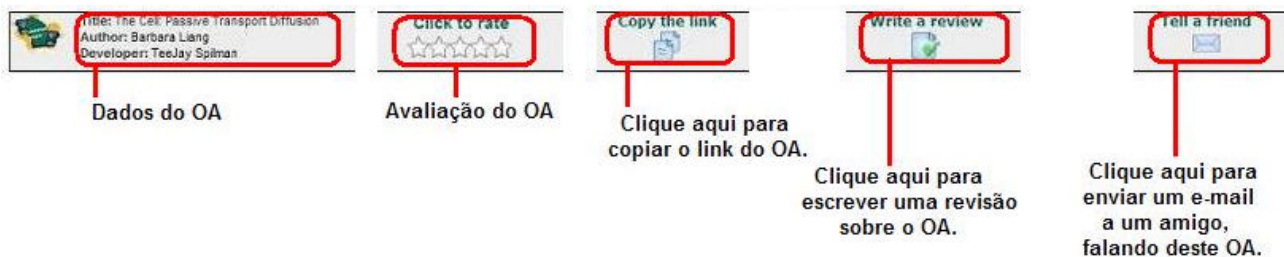 Title: The Cell: Passive Transport Diffusion
Author: Barbara Liang
Developer: TeeJay Spilman
Click to rate
Copy the link
Write a review
Tell a friend
Dados do OA
Avaliação do OA
Clique aqui para
copiar o link do OA.
Clique aqui para
escrever uma revisão
sobre o OA.
Clique aqui para
enviar um e-mail
a um amigo,
falando deste OA.